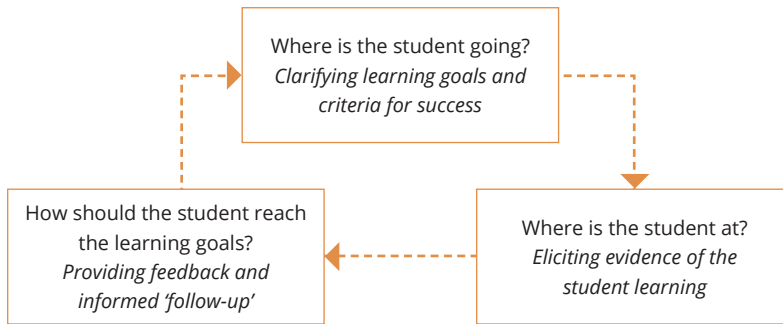 Where is the student going?
Clarifying learning goals and
criteria for success
How should the student reach
the learning goals?
Providing feedback and
informed ‘follow-up’
Where is the student at?
Eliciting evidence of the
student learning